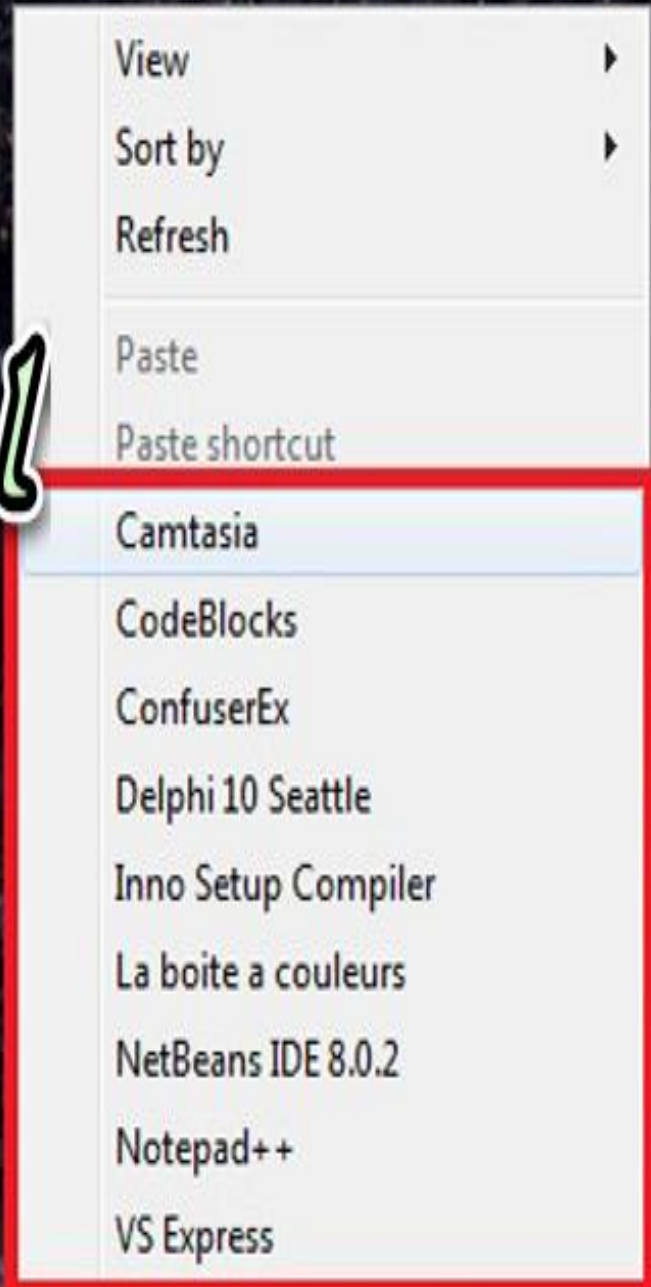 View
Sort by
Refresh
Paste
Paste shortcut
Camtasia
CodeBlocks
ConfuserEx
Delphi 10 Seattle
Inno Setup Compiler
La boite a couleurs
NetBeans IDE 8.0.2
Notepad++
VS Express